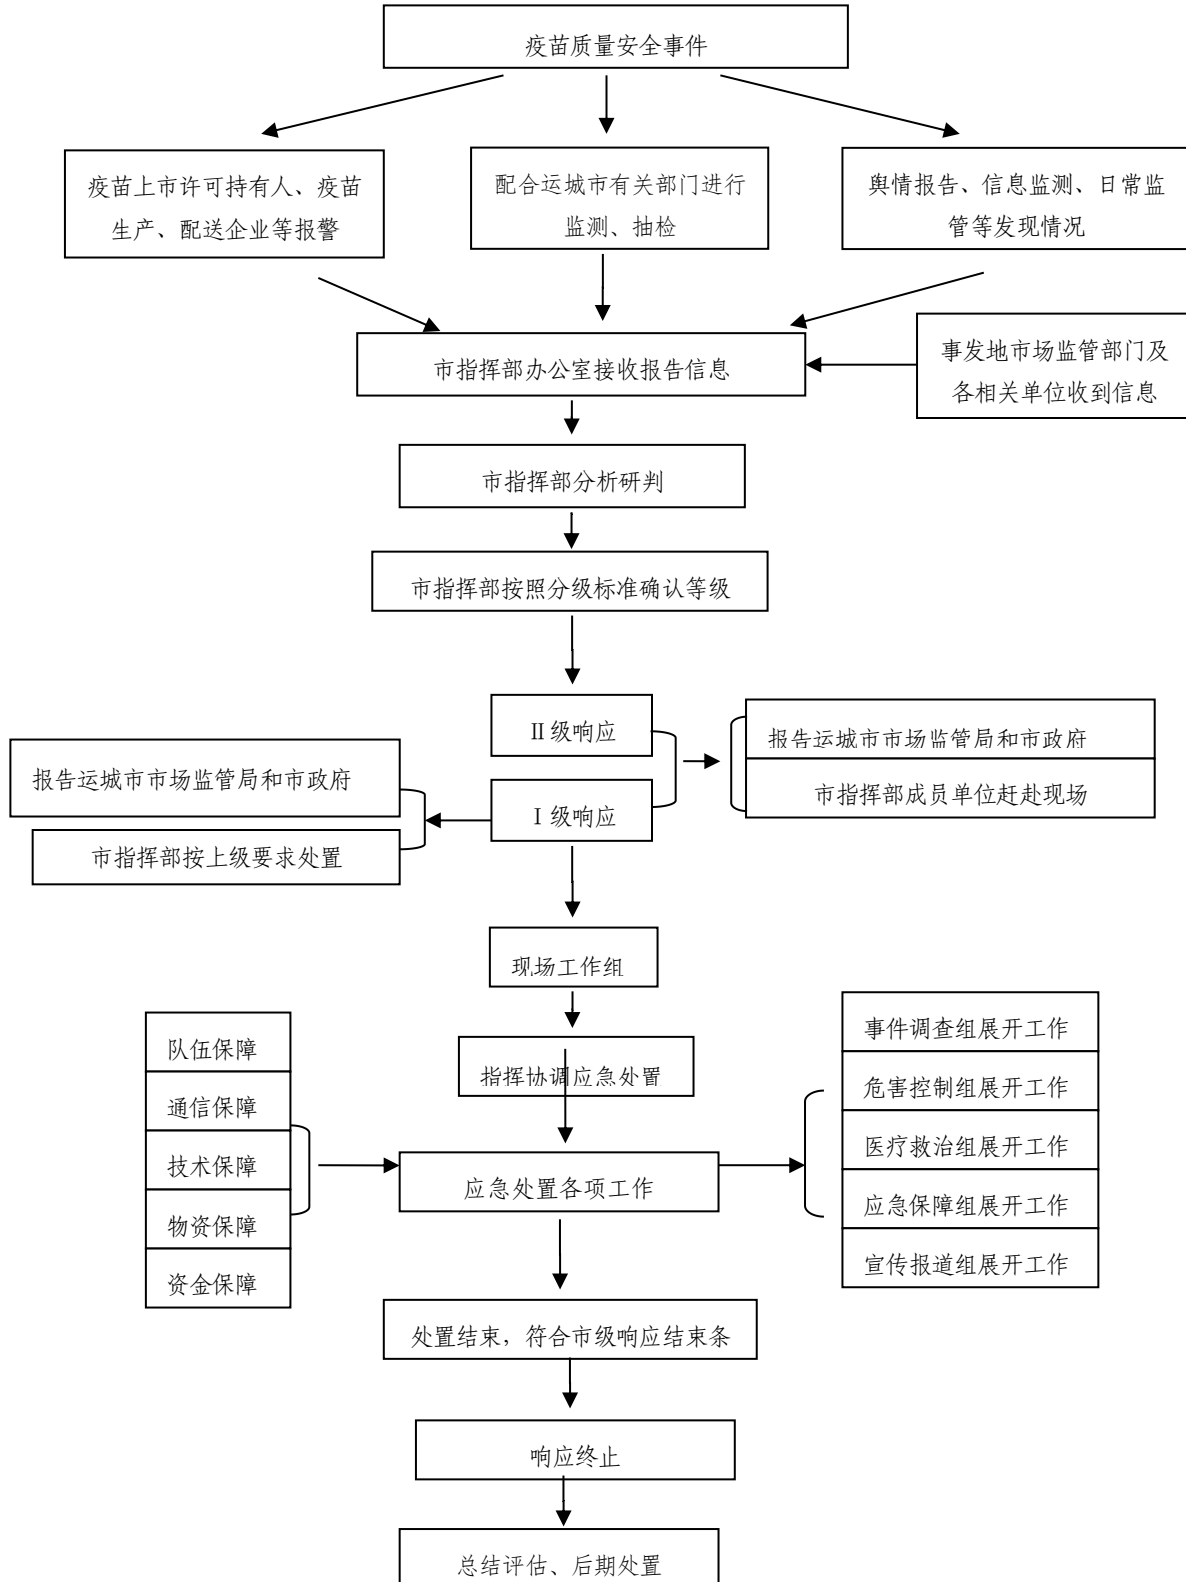 疫苗质量安全事件
疫苗上市许可持有人、疫苗
生产、配送企业等报警
配合运城市有关部门进行
监测、抽检
舆情报告、信息监测、日常监
管等发现情况
市指挥部办公室接收报告信息
事发地市场监管部门及
各相关单位收到信息
市指挥部分析研判
市指挥部按照分级标准确认等级
Ⅱ级响应
报告运城市市场监管局和市政府
市指挥部成员单位赶赴现场
报告运城市市场监管局和市政府
Ⅰ级响应
市指挥部按上级要求处置
现场工作组
指挥协调应急处置
队伍保障
通信保障
技术保障
物资保障
资金保障
应急处置各项工作
事件调查组展开工作
危害控制组展开工作
医疗救治组展开工作
应急保障组展开工作
宣传报道组展开工作
处置结束，符合市级响应结束条
响应终止
总结评估、后期处置